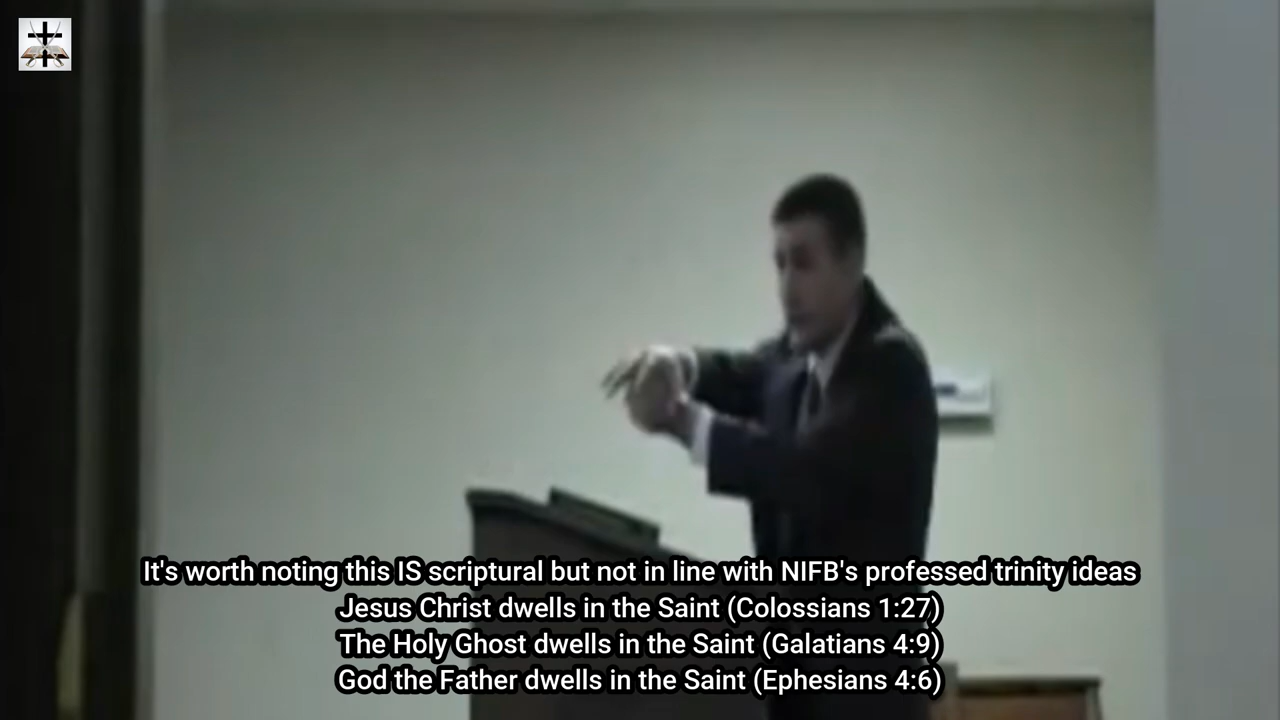 It's worth noting this IS scriptural but not in line with NIFB's professed trinity ideas
Jesus Christ dwells in the Saint (Colossians 1:27)
The Holy Ghost dwells in the Saint (Galatians 4:9)
God the Father dwells in the Saint (Ephesians 4:6)